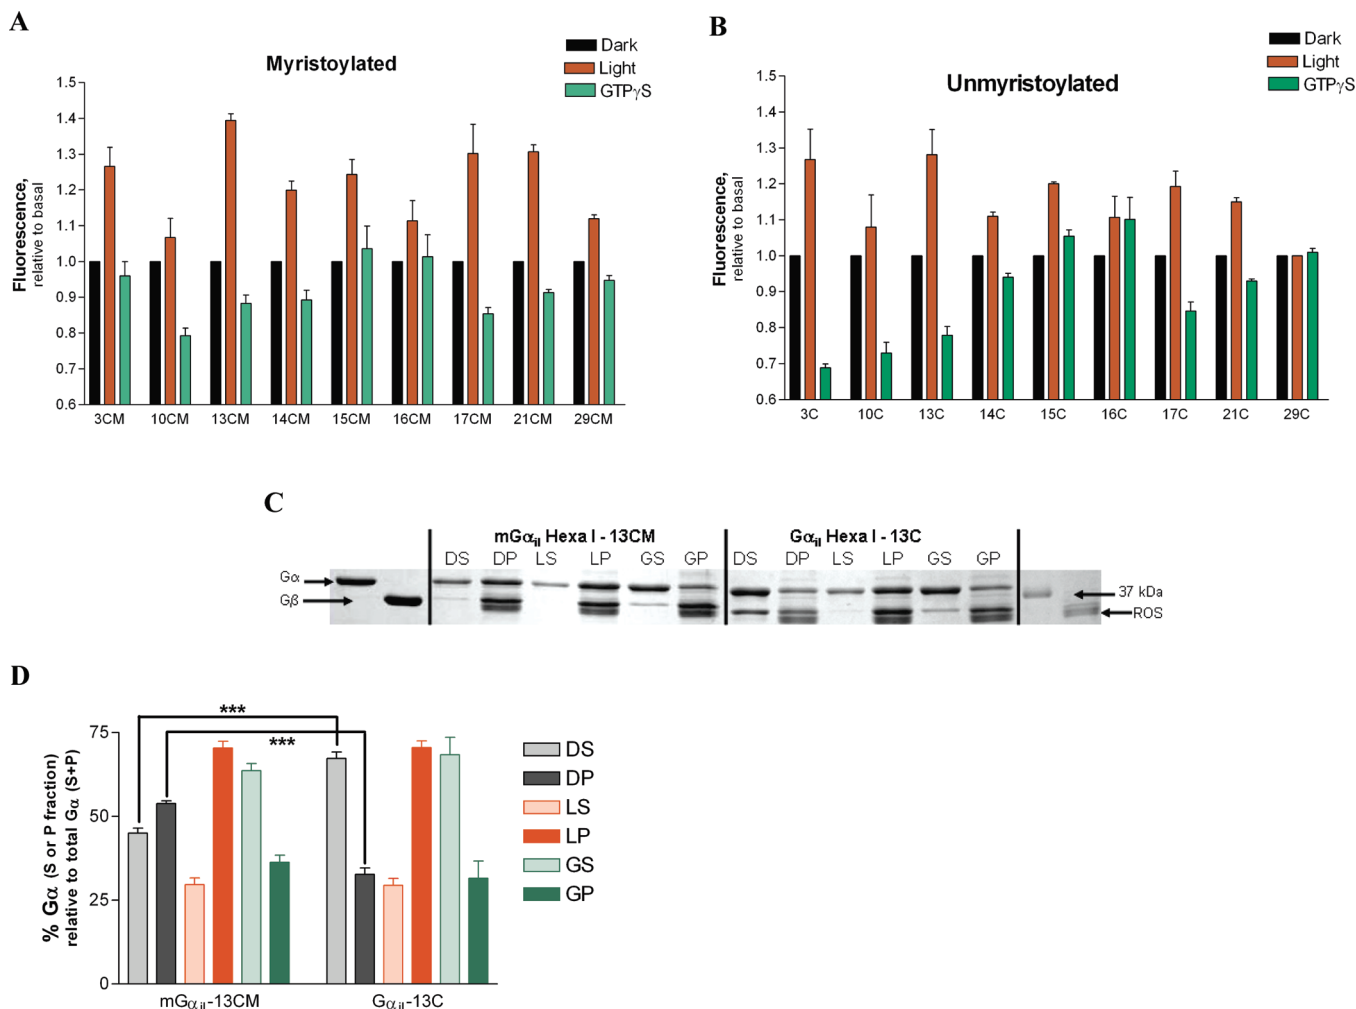 A
Myristoylated
Dark
Light
GTPγS
Fluorescence,
relative to basal
1.5
1.4
1.3
1.2
1.1
1.0
0.9
0.8
0.7
0.6
3CM 10CM 13CM 14CM 15CM 16CM 17CM 21CM 29CM
B
Unmyristoylated
Dark
Light
GTPγS
Fluorescence,
relative to basal
1.5
1.4
1.3
1.2
1.1
1.0
0.9
0.8
0.7
0.6
3C 10C 13C 14C 15C 16C 17C 21C 29C
C
mGαil Hexa I - 13CM
Gαil Hexa I - 13C
DS DP LS LP GS GP DS DP LS LP GS GP
Gα
Gβ
37 kDa
ROS
D
% Gα (S or P fraction)
relative to total Gα (S+P)
75
50
25
0
***
***
mGαil-13CM
Gαil-13C
DS
DP
LS
LP
GS
GP